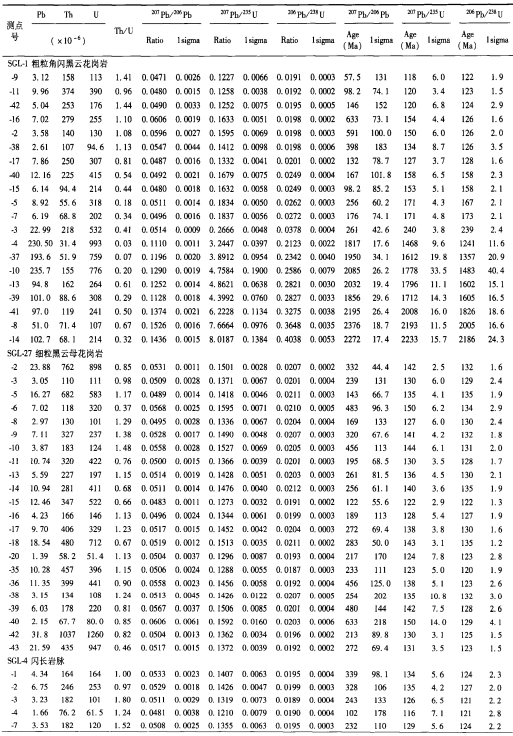 测点号 Pb Th U Th/U 207Pb/206Pb 207Pb/235U 206Pb/238U 207Pb/206Pb 207Pb/235U 206Pb/238U
(×10-6) Ratio 1sigma Ratio 1sigma Ratio 1sigma Age (Ma) 1sigma Age (Ma) 1sigma Age (Ma) 1sigma
SGL-1 粗粒角闪黑云花岗岩
-9 3.12 158 113 1.41 0.0471 0.0026 0.1227 0.0066 0.0191 0.0003 57.5 131 118 6.0 122 1.9
-11 9.96 374 390 0.96 0.0480 0.0015 0.1258 0.0038 0.0192 0.0002 98.2 74.1 120 3.4 123 1.5
-42 5.04 253 176 1.44 0.0490 0.0033 0.1252 0.0075 0.0195 0.0005 146 152 120 6.8 124 2.9
-16 7.02 279 255 1.10 0.0606 0.0019 0.1633 0.0051 0.0198 0.0002 633 73.1 154 4.4 126 1.6
-2 3.58 140 130 1.08 0.0596 0.0027 0.1595 0.0069 0.0198 0.0003 591 100.0 150 6.0 126 2.0
-38 2.61 107 94.6 1.13 0.0547 0.0044 0.1412 0.0098 0.0198 0.0006 398 183 134 8.7 126 3.5
-17 7.86 250 307 0.81 0.0487 0.0016 0.1332 0.0041 0.0201 0.0002 132 78.7 127 3.7 128 1.6
-40 12.16 225 415 0.54 0.0492 0.0021 0.1679 0.0075 0.0249 0.0004 167 101.8 158 6.5 158 2.3
-15 6.14 94.4 214 0.44 0.0480 0.0018 0.1632 0.0058 0.0249 0.0003 98.2 85.2 153 5.1 158 2.1
-5 8.92 55.6 318 0.18 0.0511 0.0014 0.1834 0.0050 0.0262 0.0003 256 60.2 171 4.3 167 2.1
-7 6.19 68.8 202 0.34 0.0496 0.0016 0.1837 0.0056 0.0272 0.0003 176 74.1 171 4.8 173 2.1
-3 22.99 218 532 0.41 0.0514 0.0009 0.2666 0.0048 0.0378 0.0004 261 42.6 240 3.8 239 2.4
-4 230.50 31.4 993 0.03 0.1110 0.0011 3.2447 0.0397 0.2123 0.0022 1817 17.6 1468 9.6 1241 11.6
-37 193.6 51.9 759 0.07 0.1196 0.0020 3.8912 0.0954 0.2342 0.0040 1950 34.1 1612 19.8 1357 20.9
-10 235.7 155 776 0.20 0.1290 0.0019 4.7584 0.1900 0.2586 0.0079 2085 26.2 1778 33.5 1483 40.4
-13 94.8 162 264 0.61 0.1252 0.0014 4.8621 0.0638 0.2821 0.0030 2032 19.4 1796 11.1 1602 15.1
-39 101.0 88.6 308 0.29 0.1128 0.0018 4.3992 0.0760 0.2827 0.0033 1856 29.6 1712 14.3 1605 16.5
-41 97.0 119 241 0.50 0.1374 0.0021 6.2228 0.1134 0.3275 0.0038 2195 26.4 2008 16.0 1826 18.6
-8 51.0 71.4 107 0.67 0.1526 0.0016 7.6664 0.0976 0.3648 0.0035 2376 18.7 2193 11.5 2005 16.6
-14 102.7 68.1 214 0.32 0.1436 0.0015 8.0187 0.1384 0.4038 0.0053 2272 17.4 2233 15.7 2186 24.3
SGL-27 细粒黑云母花岗岩
-2 23.88 762 898 0.85 0.0531 0.0011 0.1501 0.0028 0.0207 0.0002 332 44.4 142 2.5 132 1.6
-3 3.05 110 111 0.98 0.0509 0.0028 0.1371 0.0067 0.0201 0.0004 239 131 130 6.0 129 2.4
-5 16.27 682 583 1.17 0.0489 0.0014 0.1418 0.0046 0.0211 0.0003 143 66.7 135 4.1 135 1.9
-6 7.02 118 320 0.37 0.0568 0.0025 0.1595 0.0071 0.0210 0.0005 483 96.3 150 6.2 134 2.9
-8 2.97 130 101 1.29 0.0495 0.0028 0.1336 0.0067 0.0204 0.0004 169 133 127 6.0 130 2.4
-9 7.11 327 237 1.38 0.0528 0.0017 0.1490 0.0048 0.0207 0.0003 320 67.6 141 4.2 132 1.8
-10 3.87 183 124 1.48 0.0558 0.0028 0.1527 0.0069 0.0205 0.0003 456 113 144 6.1 131 2.0
-11 10.74 320 422 0.76 0.0500 0.0015 0.1366 0.0039 0.0201 0.0003 195 68.5 130 3.5 128 1.7
-13 5.59 227 197 1.15 0.0514 0.0019 0.1428 0.0051 0.0203 0.0003 261 81.5 136 4.5 130 2.1
-14 10.94 281 411 0.68 0.0511 0.0014 0.1476 0.0040 0.0212 0.0003 256 61.1 140 3.6 135 1.9
-15 12.46 347 522 0.66 0.0483 0.0011 0.1273 0.0032 0.0191 0.0002 122 55.6 122 2.9 122 1.3
-16 4.23 166 146 1.13 0.0496 0.0024 0.1344 0.0061 0.0199 0.0003 189 113 128 5.4 127 1.9
-17 9.70 406 329 1.23 0.0517 0.0015 0.1452 0.0042 0.0204 0.0003 272 69.4 138 3.8 130 1.6
-18 18.54 480 712 0.67 0.0519 0.0012 0.1513 0.0035 0.0211 0.0002 283 50.0 143 3.1 135 1.2
-20 1.39 58.2 51.4 1.13 0.0504 0.0037 0.1296 0.0087 0.0193 0.0004 217 170 124 7.8 123 2.8
-35 10.28 457 396 1.15 0.0506 0.0024 0.1288 0.0055 0.0187 0.0003 233 111 123 5.0 120 1.9
-36 11.35 399 441 0.90 0.0558 0.0023 0.1456 0.0058 0.0192 0.0004 456 125.0 138 5.1 123 2.6
-38 3.15 134 108 1.24 0.0513 0.0045 0.1426 0.0122 0.0207 0.0005 254 202 135 10.8 132 3.0
-39 6.03 178 220 0.81 0.0567 0.0037 0.1506 0.0085 0.0201 0.0004 480 144 142 7.5 128 2.6
-40 2.15 67.7 80.0 0.85 0.0606 0.0061 0.1592 0.0160 0.0203 0.0006 633 218 150 14.0 129 4.1
-42 31.8 1037 1260 0.82 0.0504 0.0013 0.1362 0.0034 0.0196 0.0002 213 89.8 130 3.1 125 1.5
-43 21.59 435 947 0.46 0.0517 0.0015 0.1372 0.0039 0.0192 0.0002 272 69.4 131 3.5 123 1.5
SGL-4 闪长岩脉
-1 4.34 164 164 1.00 0.0533 0.0023 0.1407 0.0063 0.0195 0.0004 339 98.1 134 5.6 124 2.3
-2 6.75 246 253 0.97 0.0529 0.0018 0.1426 0.0047 0.0199 0.0003 328 106 135 4.2 127 2.0
-3 3.23 182 101 1.80 0.0511 0.0029 0.1319 0.0073 0.0189 0.0004 243 133 126 6.5 121 2.2
-4 1.66 76.2 61.5 1.24 0.0481 0.0038 0.1210 0.0079 0.0190 0.0004 102 178 116 7.1 121 2.8
-7 3.53 182 120 1.52 0.0508 0.0025 0.1355 0.0063 0.0195 0.0003 232 110 129 5.6 124 2.2